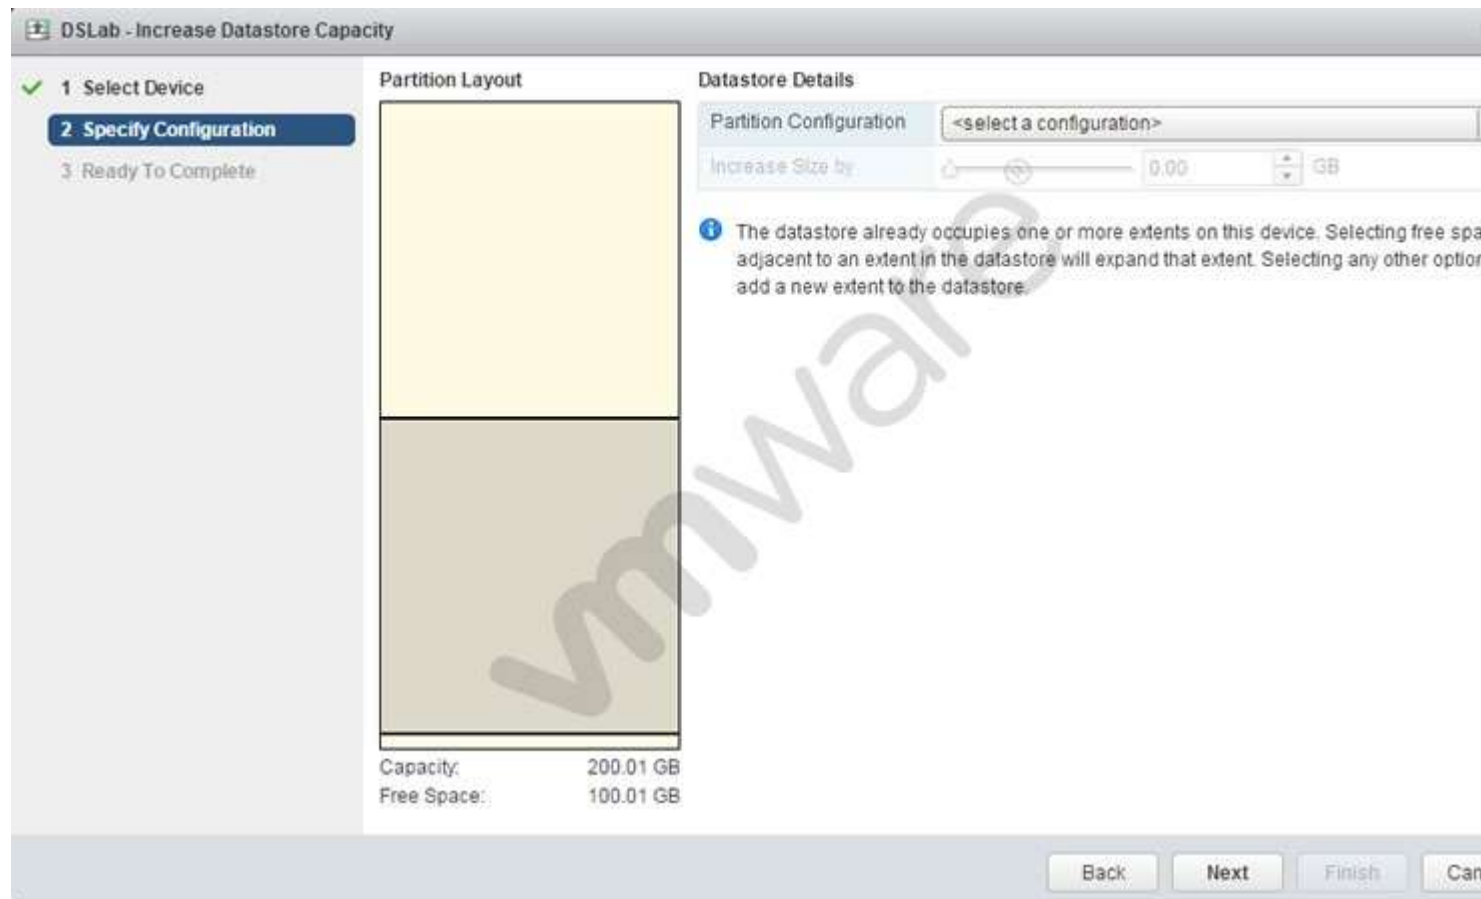 DSLab - Increase Datastore Capacity
1 Select Device
2 Specify Configuration
3 Ready To Complete
Partition Layout
Capacity: 200.01 GB
Free Space: 100.01 GB
Datastore Details
Partition Configuration <select a configuration>
Increase Size by 0.00 GB
The datastore already occupies one or more extents on this device. Selecting free spa
adjacent to an extent in the datastore will expand that extent. Selecting any other option
add a new extent to the datastore.
vmware
Back Next Finish Can